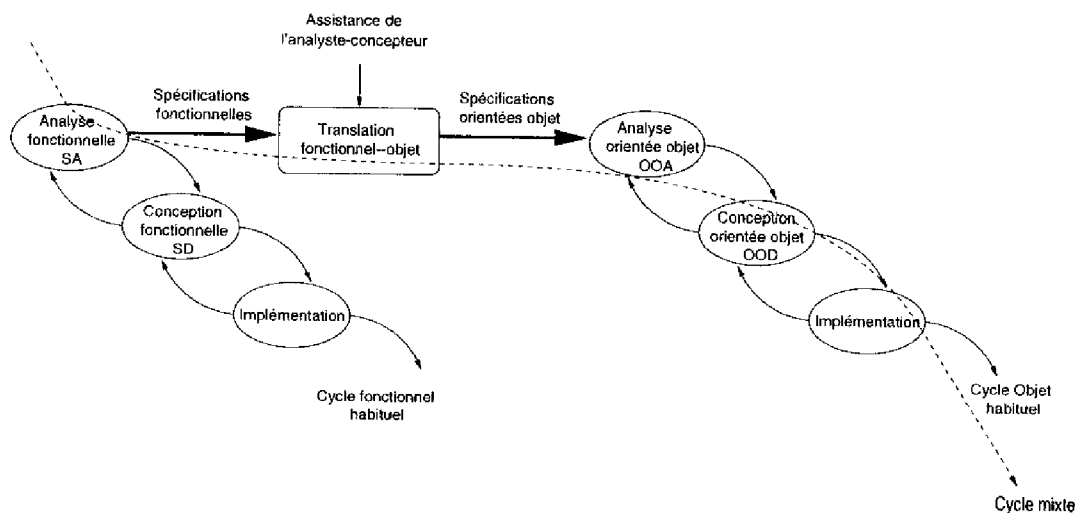 Assistance de
l'analyste-concepteur
Spécifications
fonctionnelles
Spécifications
orientées objet
Analyse
fonctionnelle
SA
Translation
fonctionnel--objet
Analyse
orientée objet
OOA
Conception
fonctionnelle
SD
Conception
orientée objet
OOD
Implémentation
Implémentation
Cycle fonctionnel
habituel
Cycle Objet
habituel
Cycle mixte